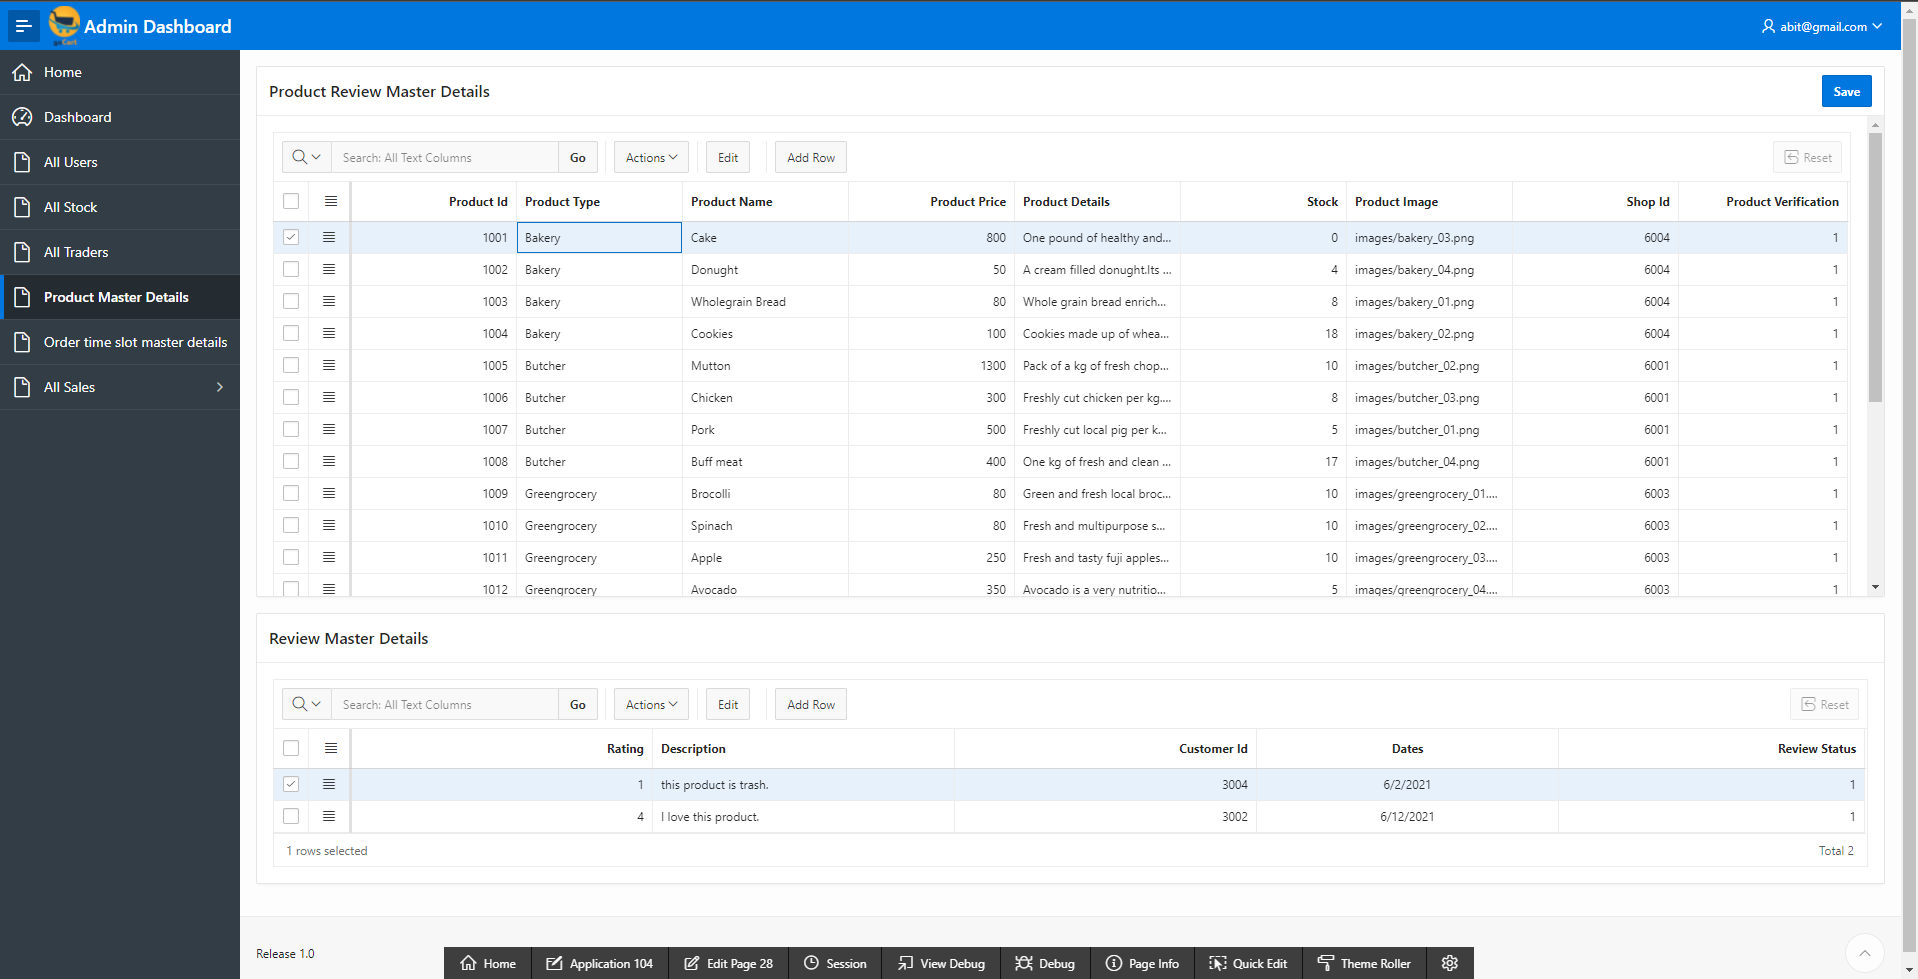 Admin Dashboard
abit@gmail.com
Home
Dashboard
All Users
All Stock
All Traders
Product Master Details
Order time slot master details
All Sales
Product Review Master Details
Save
Search: All Text Columns Go Actions Edit Add Row Reset
Product Id Product Type Product Name Product Price Product Details Stock Product Image Shop Id Product Verification
1001 Bakery Cake 800 One pound of healthy and... 0 images/bakery_03.png 6004 1
1002 Bakery Donught 50 A cream filled donught.Its ... 4 images/bakery_04.png 6004 1
1003 Bakery Wholegrain Bread 80 Whole grain bread enrich... 8 images/bakery_01.png 6004 1
1004 Bakery Cookies 100 Cookies made up of whea... 18 images/bakery_02.png 6004 1
1005 Butcher Mutton 1300 Pack of a kg of fresh chop... 10 images/butcher_02.png 6001 1
1006 Butcher Chicken 300 Freshly cut chicken per kg.... 8 images/butcher_03.png 6001 1
1007 Butcher Pork 500 Freshly cut local pig per k... 5 images/butcher_01.png 6001 1
1008 Butcher Buff meat 400 One kg of fresh and clean ... 17 images/butcher_04.png 6001 1
1009 Greengrocery Brocolli 80 Green and fresh local broc... 10 images/greengrocery_01.... 6003 1
1010 Greengrocery Spinach 80 Fresh and multipurpose s... 10 images/greengrocery_02.... 6003 1
1011 Greengrocery Apple 250 Fresh and tasty fuji apples... 10 images/greengrocery_03.... 6003 1
1012 Greengrocery Avocado 350 Avocado is a very nutritio... 5 images/greengrocery_04.... 6003 1
Review Master Details
Search: All Text Columns Go Actions Edit Add Row Reset
Rating Description Customer Id Dates Review Status
1 this product is trash. 3004 6/2/2021 1
4 I love this product. 3002 6/12/2021 1
1 rows selected Total 2
Release 1.0
Home Application 104 Edit Page 28 Session View Debug Debug Page Info Quick Edit Theme Roller